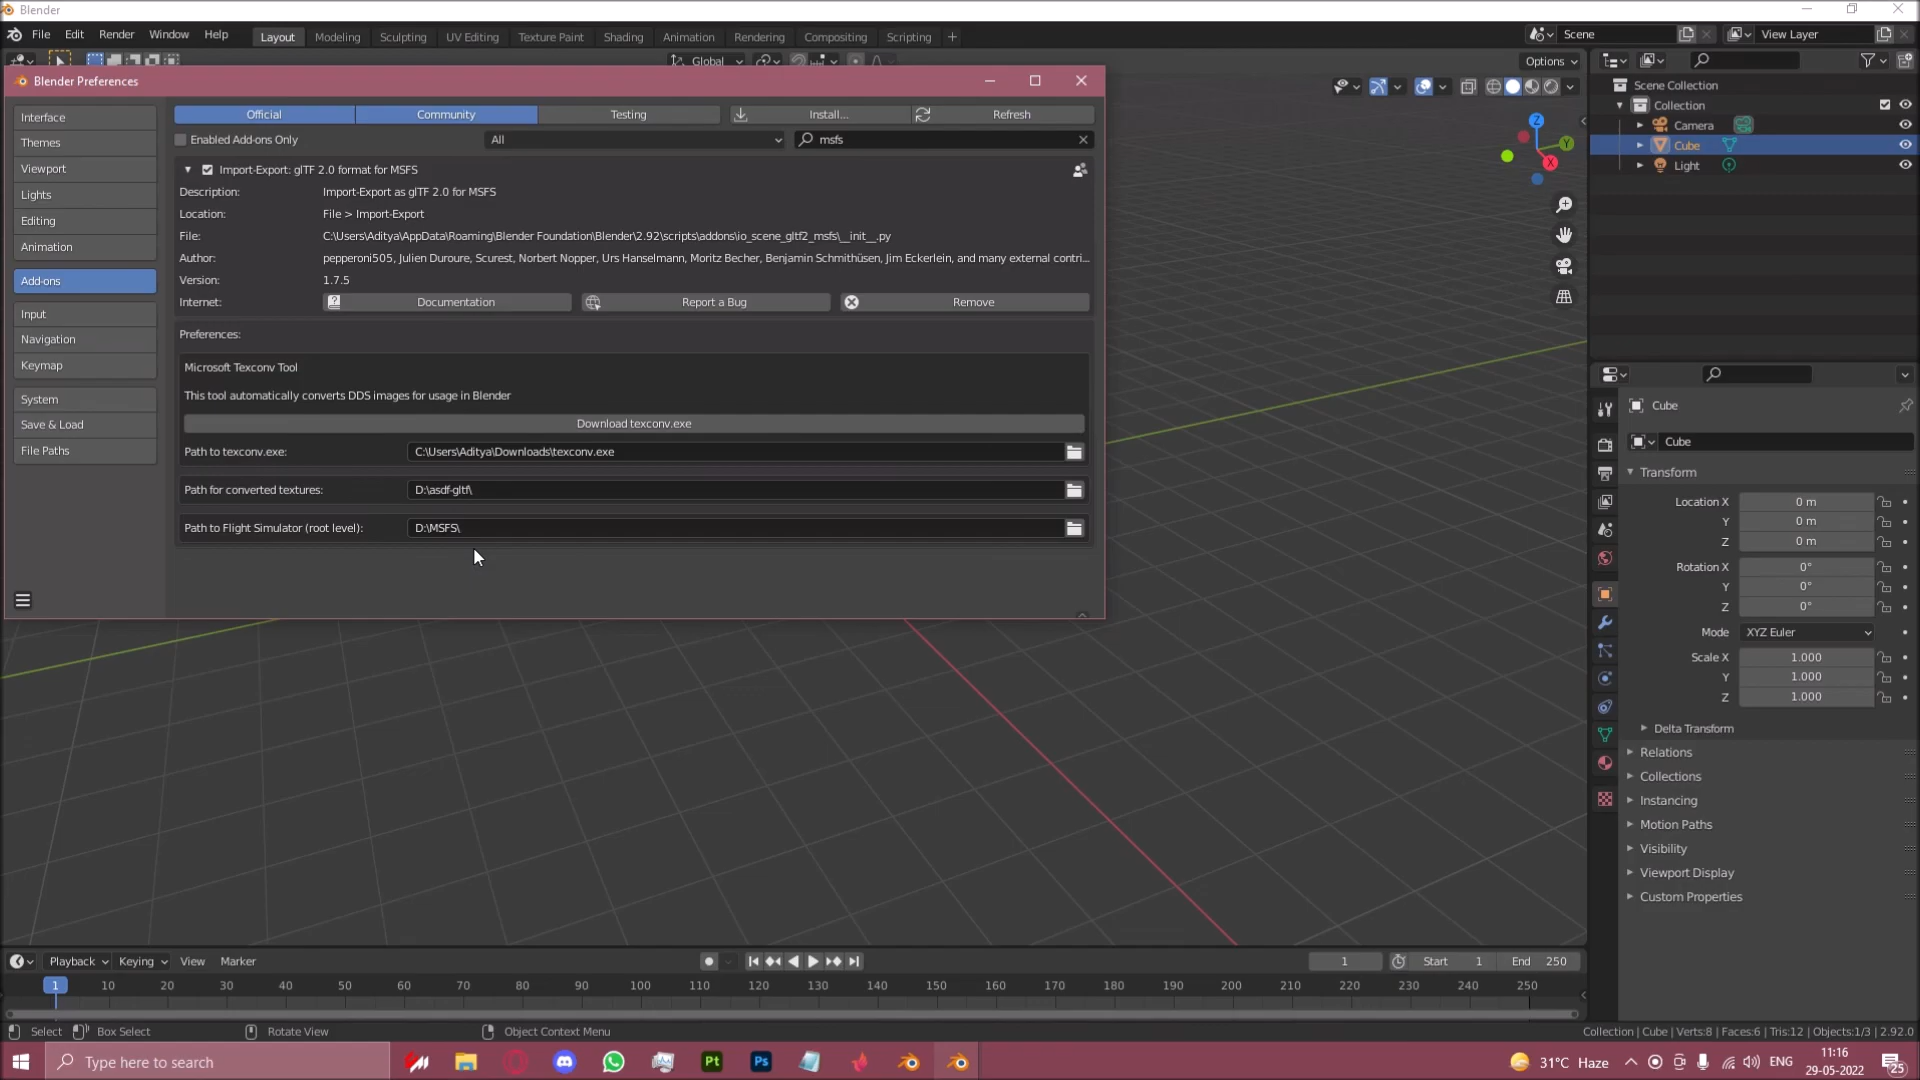 Blender
File Edit Render Window Help
Layout Modeling Sculpting UV Editing Texture Paint Shading Animation Rendering Compositing Scripting +
Scene
View Layer
Global
Options
Blender Preferences
Interface
Themes
Viewport
Lights
Editing
Animation
Add-ons
Input
Navigation
Keymap
System
Save & Load
File Paths
Official Community Testing Install... Refresh
Enabled Add-ons Only All msfs
Import-Export: glTF 2.0 format for MSFS
Description: Import-Export as glTF 2.0 for MSFS
Location: File > Import-Export
File: C:\Users\Aditya\AppData\Roaming\Blender Foundation\Blender\2.92\scripts\addons\io_scene_gltf2_msfs\__init__.py
Author: pepperoni505, Julien Duroure, Scurest, Norbert Nopper, Urs Hanselmann, Moritz Becher, Benjamin Schmithüsen, Jim Eckerlein, and many external contri...
Version: 1.7.5
Internet: Documentation Report a Bug Remove
Preferences:
Microsoft Texconv Tool
This tool automatically converts DDS images for usage in Blender
Download texconv.exe
Path to texconv.exe: C:\Users\Aditya\Downloads\texconv.exe
Path for converted textures: D:\asdf-gltf\
Path to Flight Simulator (root level): D:\MSFS\
Z
Y
X
Scene Collection
Collection
Camera
Cube
Light
Cube
Cube
Transform
Location X 0 m
Y 0 m
Z 0 m
Rotation X 0°
Y 0°
Z 0°
Mode XYZ Euler
Scale X 1.000
Y 1.000
Z 1.000
Delta Transform
Relations
Collections
Instancing
Motion Paths
Visibility
Viewport Display
Custom Properties
Playback Keying View Marker 1 Start 1 End 250
1 10 20 30 40 50 60 70 80 90 100 110 120 130 140 150 160 170 180 190 200 210 220 230 240 250
Select Box Select Rotate View Object Context Menu
Collection | Cube | Verts:8 | Faces:6 | Tris:12 | Objects:1/3 | 2.92.0
Type here to search
Pt
Ps
31°C Haze
ENG
11:16
29-05-2022
25